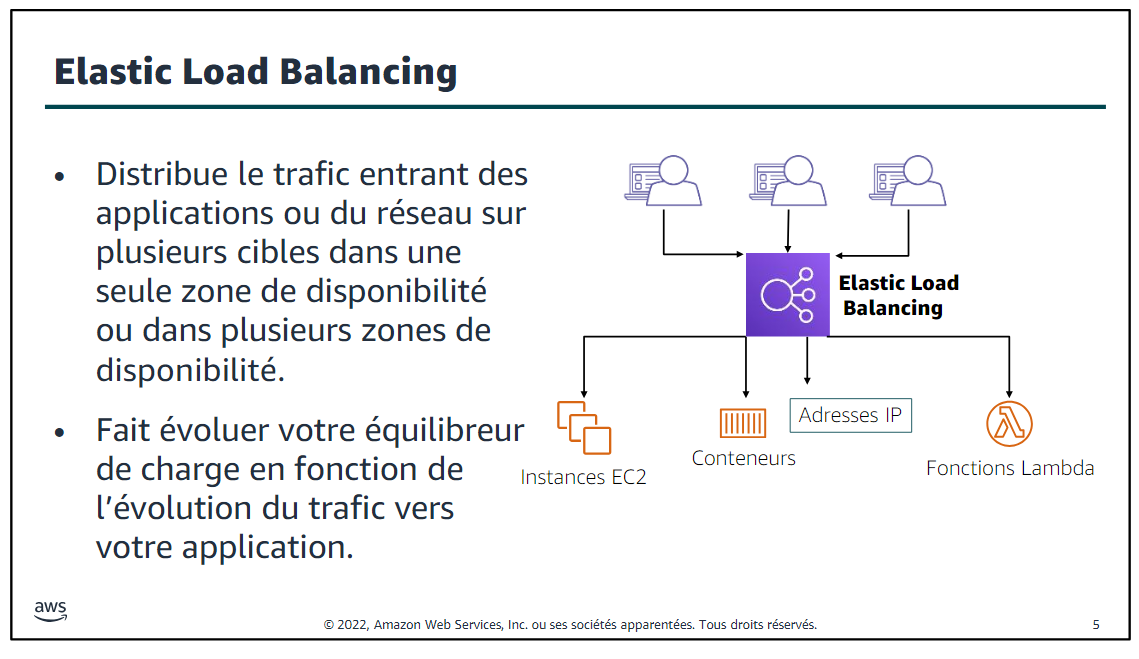 Elastic Load Balancing
• Distribue le trafic entrant des
applications ou du réseau sur
plusieurs cibles dans une
seule zone de disponibilité
ou dans plusieurs zones de
disponibilité.
• Fait évoluer votre équilibreur
de charge en fonction de
l’évolution du trafic vers
votre application.
Elastic Load
Balancing
Instances EC2
Conteneurs
Adresses IP
Fonctions Lambda
aws
© 2022, Amazon Web Services, Inc. ou ses sociétés apparentées. Tous droits réservés.
5